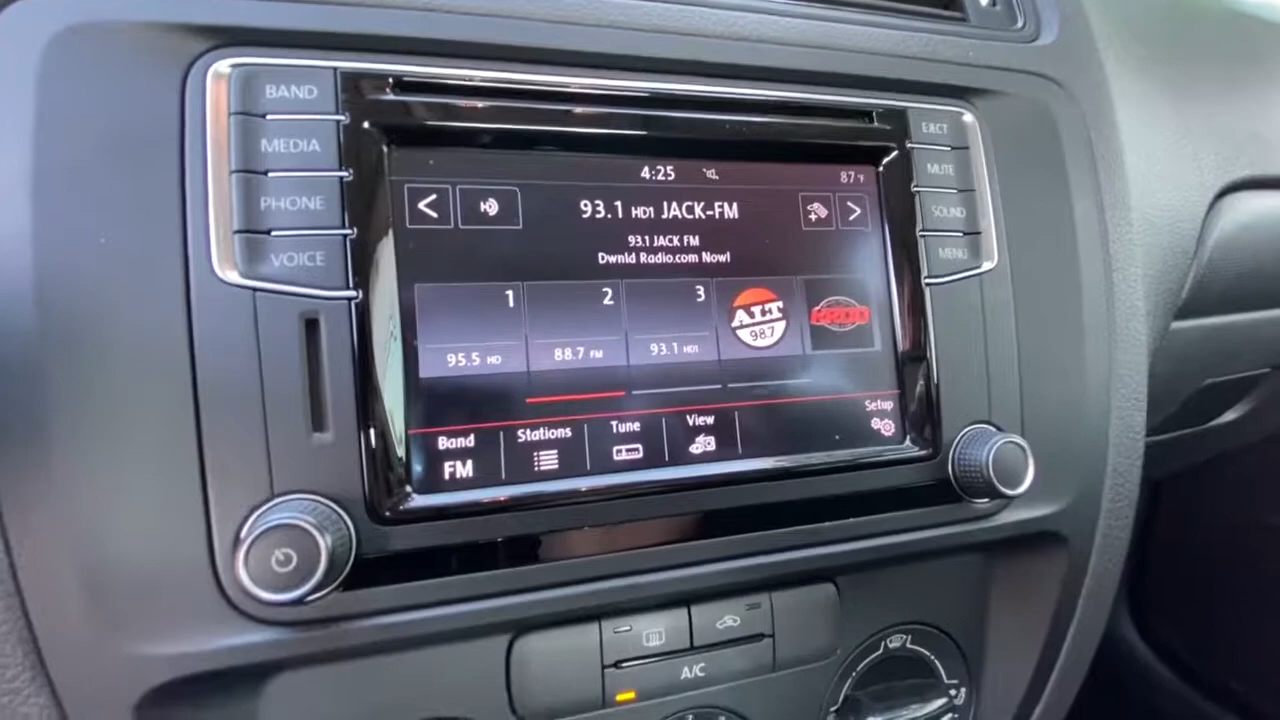 BAND
MEDIA
PHONE
VOICE
EJECT
MUTE
SOUND
MENU
4:25
87 °F
93.1 HD1 JACK-FM
93.1 JACK FM
Dwnld Radio.com Now!
1
2
3
95.5 HD
88.7 FM
93.1 HD1
ALT
98.7
KROQ
Band
FM
Stations
Tune
View
Setup
A/C